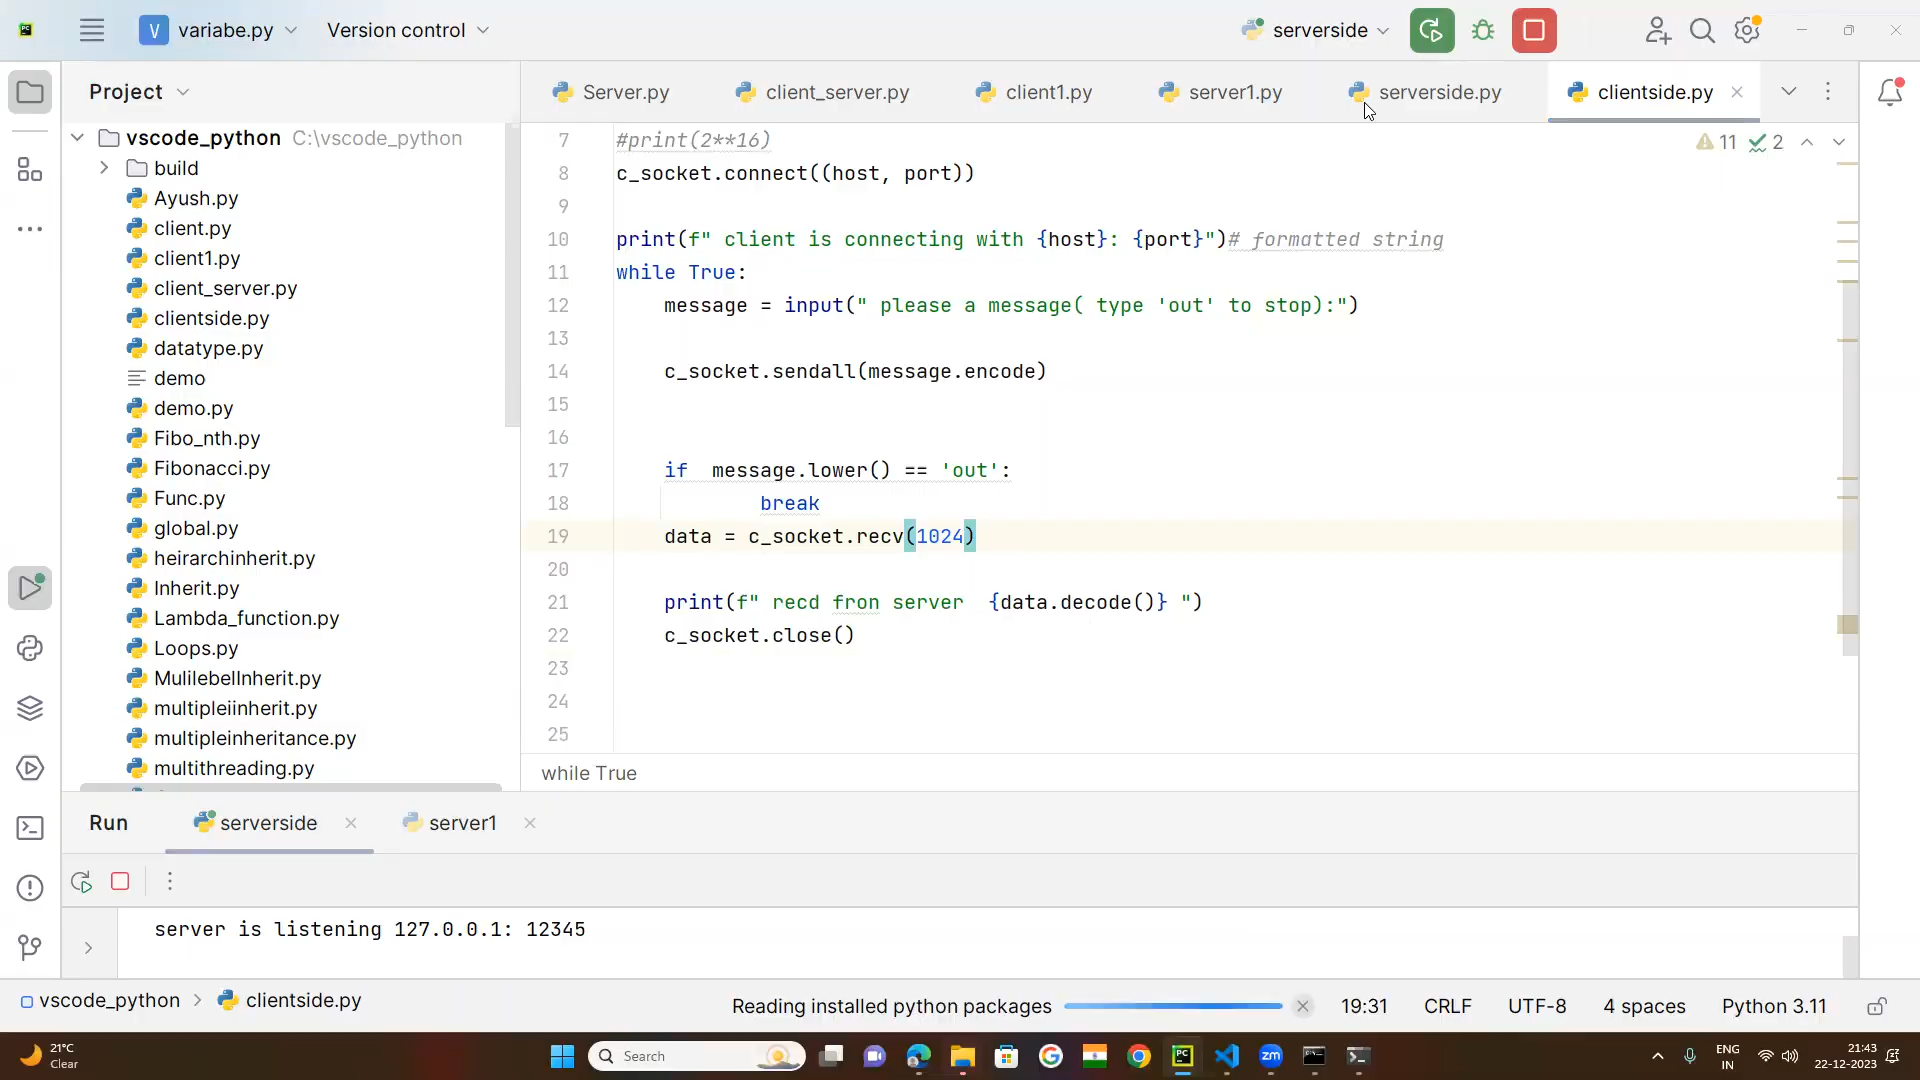 PC
V variabe.py
Version control
serverside
Project
Server.py
client_server.py
client1.py
server1.py
serverside.py
clientside.py
vscode_python C:\vscode_python
build
Ayush.py
client.py
client1.py
client_server.py
clientside.py
datatype.py
demo
demo.py
Fibo_nth.py
Fibonacci.py
Func.py
global.py
heirarchinherit.py
Inherit.py
Lambda_function.py
Loops.py
MulilebelInherit.py
multipleiinherit.py
multipleinheritance.py
multithreading.py
11 2
7 #print(2**16)
8 c_socket.connect((host, port))
9
10 print(f" client is connecting with {host}: {port}")# formatted string
11 while True:
12 message = input(" please a message( type 'out' to stop):")
13
14 c_socket.sendall(message.encode)
15
16
17 if  message.lower() == 'out':
18 break
19 data = c_socket.recv(1024)
20
21 print(f" recd fron server  {data.decode()} ")
22 c_socket.close()
23
24
25
while True
Run
serverside
server1
server is listening 127.0.0.1: 12345
vscode_python > clientside.py
Reading installed python packages
19:31
CRLF
UTF-8
4 spaces
Python 3.11
21°C
Clear
Search
PC
zm
ENG
IN
21:43
22-12-2023